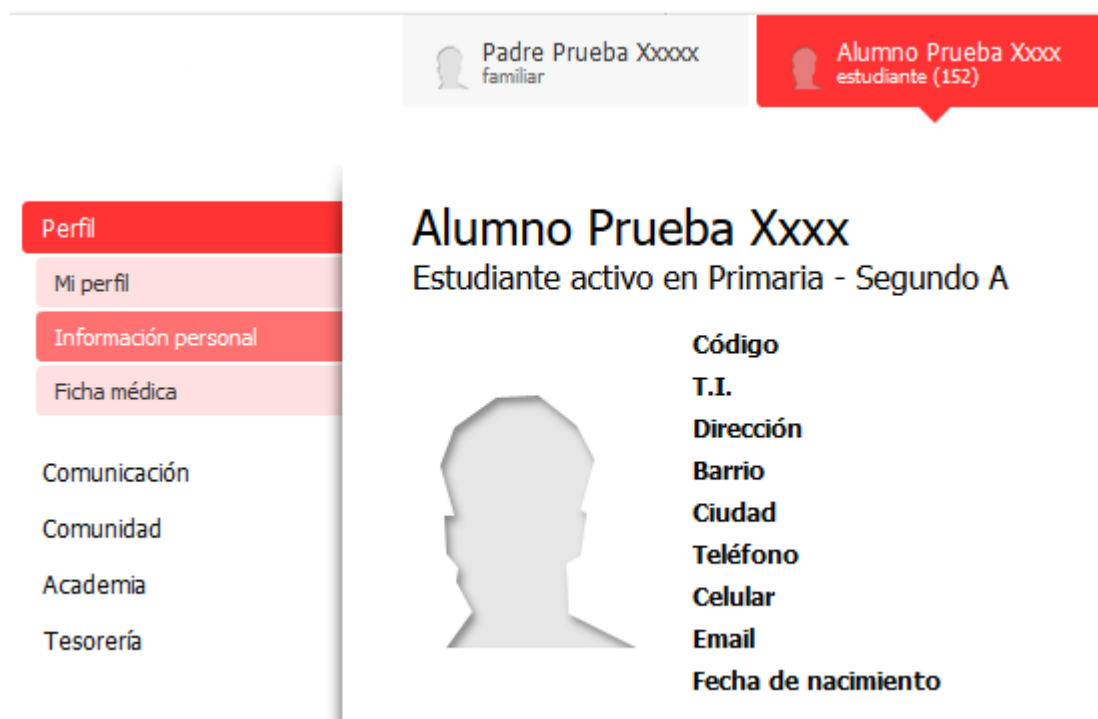 Padre Prueba Xxxxx
familiar
Alumno Prueba Xxxx
estudiante (152)
Perfil
Mi perfil
Información personal
Ficha médica
Comunicación
Comunidad
Academia
Tesorería
Alumno Prueba Xxxx
Estudiante activo en Primaria - Segundo A
Código
T.I.
Dirección
Barrio
Ciudad
Teléfono
Celular
Email
Fecha de nacimiento